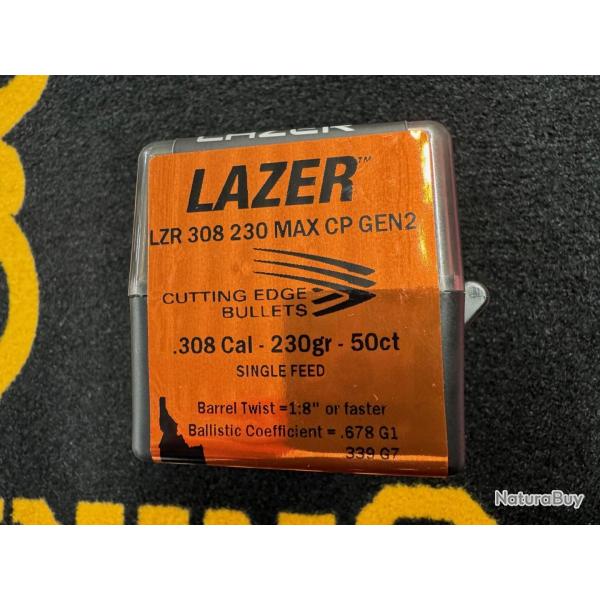 LAZER
LAZER™
LZR 308 230 MAX CP GEN2
CUTTING EDGE
BULLETS
.308 Cal - 230gr - 50ct
SINGLE FEED
Barrel Twist =1:8" or faster
Ballistic Coefficient = .678 G1
339 G7
NaturaBuy